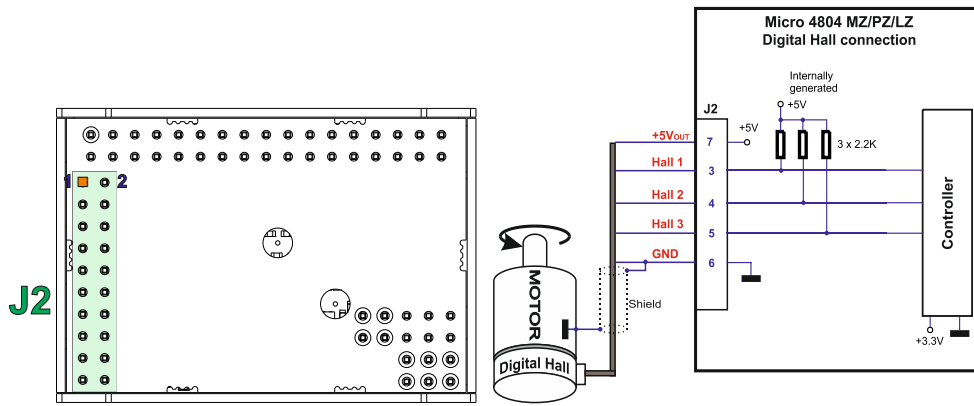 Micro 4804 MZ/PZ/LZ
Digital Hall connection
Internally
generated
+5V
J2
+5VOUT
7
+5V
3 x 2.2K
Hall 1
3
Hall 2
4
Hall 3
5
GND
6
Controller
+3.3V
Shield
MOTOR
Digital Hall
1
2
J2